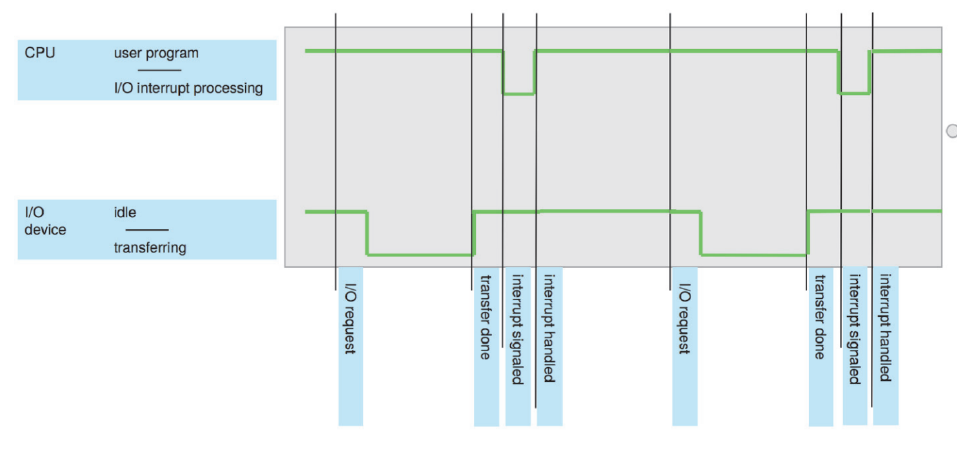 CPU
user program
I/O interrupt processing
I/O
device
idle
transferring
I/O request
transfer done
interrupt signaled
interrupt handled
I/O request
transfer done
interrupt signaled
interrupt handled